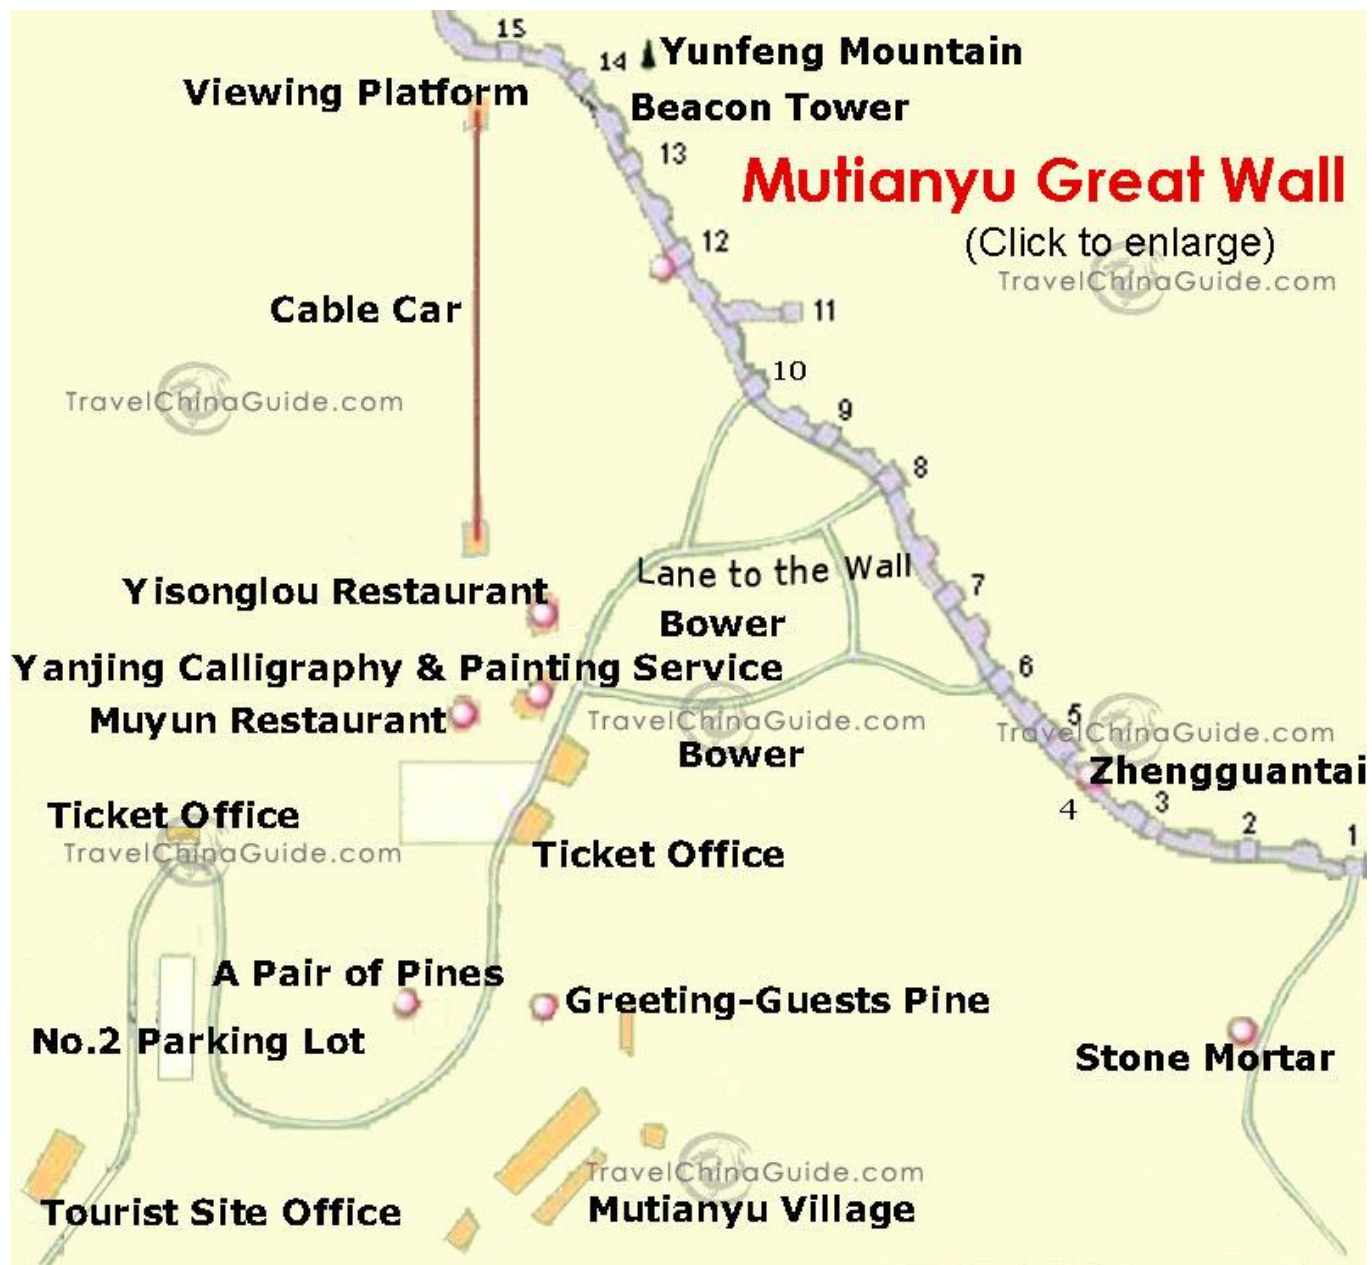 15
14
Yunfeng Mountain
Viewing Platform
Beacon Tower
13
Mutianyu Great Wall
12
(Click to enlarge)
TravelChinaGuide.com
Cable Car
11
10
TravelChinaGuide.com
9
8
Lane to the Wall
7
Yisonglou Restaurant
Bower
6
Yanjing Calligraphy & Painting Service
Muyun Restaurant
TravelChinaGuide.com
5
TravelChinaGuide.com
Bower
Zhengguantai
4
3
2
1
Ticket Office
TravelChinaGuide.com
Ticket Office
A Pair of Pines
Greeting-Guests Pine
No.2 Parking Lot
Stone Mortar
TravelChinaGuide.com
Tourist Site Office
Mutianyu Village